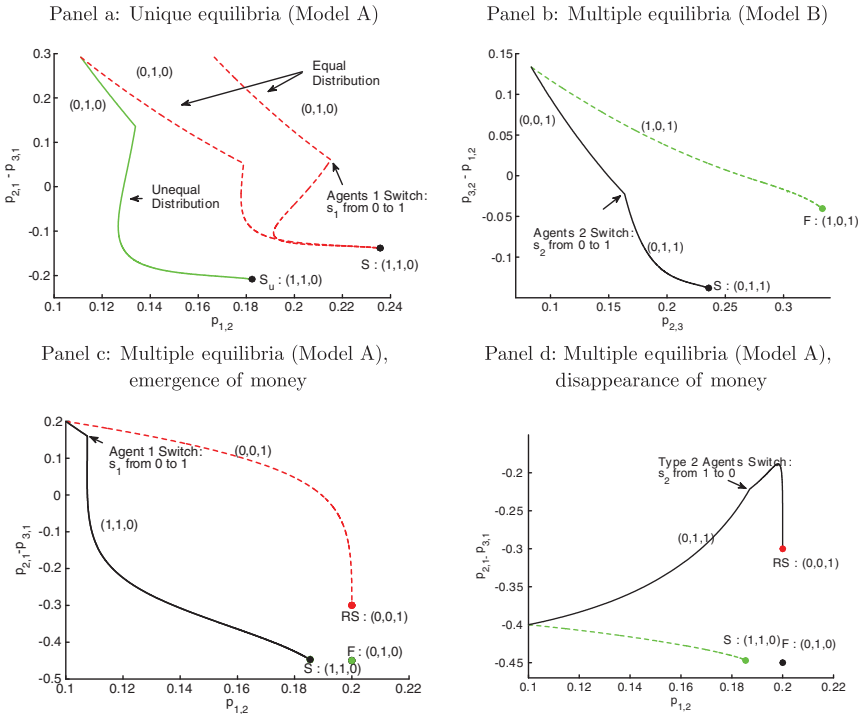 Panel a: Unique equilibria (Model A)
0.3
0.2
0.1
0
-0.1
-0.2
p2,1 - p3,1
(0,1,0)
(0,1,0)
Equal
Distribution
(0,1,0)
Unequal
Distribution
Agents 1 Switch:
s1 from 0 to 1
S : (1,1,0)
Su : (1,1,0)
0.1
0.12
0.14
0.16
0.18
0.2
0.22
0.24
p1,2
Panel b: Multiple equilibria (Model B)
0.15
0.1
0.05
0
-0.05
-0.1
p3,2 - p1,2
(0,0,1)
(1,0,1)
Agents 2 Switch:
s2 from 0 to 1
(0,1,1)
F : (1,0,1)
S : (0,1,1)
0.1
0.15
0.2
0.25
0.3
p2,3
Panel c: Multiple equilibria (Model A),
emergence of money
0.2
0.1
0
-0.1
-0.2
-0.3
-0.4
-0.5
p2,1-p3,1
Agent 1 Switch:
s1 from 0 to 1
(0,0,1)
(1,1,0)
RS : (0,0,1)
F : (0,1,0)
S : (1,1,0)
0.1
0.12
0.14
0.16
0.18
0.2
0.22
p1,2
Panel d: Multiple equilibria (Model A),
disappearance of money
-0.2
-0.25
-0.3
-0.35
-0.4
-0.45
p2,1- p3,1
Type 2 Agents Switch:
s2 from 1 to 0
(0,1,1)
RS : (0,0,1)
S : (1,1,0)
F : (0,1,0)
0.1
0.12
0.14
0.16
0.18
0.2
0.22
p1,2